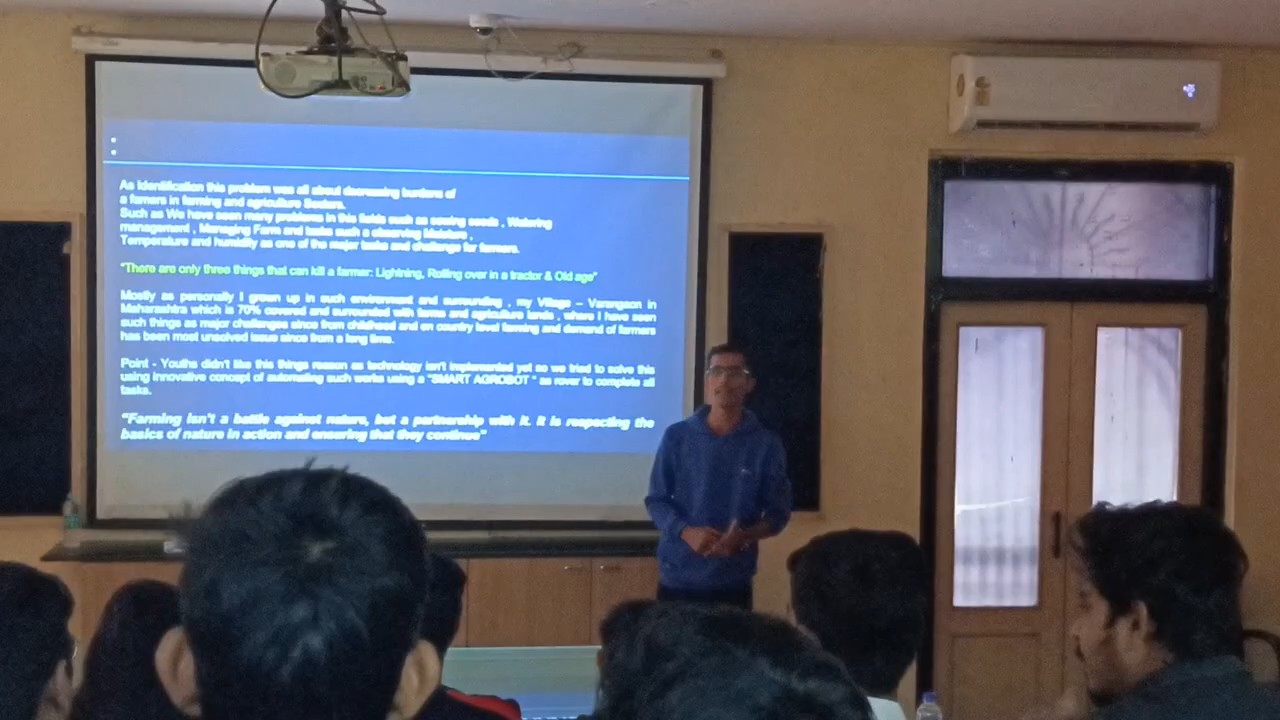 As identification this problem was all about decreasing burdens of
a famers in farming and agriculture Sectors.
Such as We have seen many problems in this fields such as sowing seeds , Watering
management , Managing Farm and tasks such a observing Moisture ,
Temperature and humidity as one of the major tasks and challenge for farmers.
"There are only three things that can kill a farmer: Lightning, Rolling over in a tractor & Old age"
Mostly as personally I grown up in such environment and surrounding , my Village – Varangaon in
Maharashtra which is 70% covered and surrounded with farms and agriculture lands , where I have seen
such things as major challenges since from childhood and on country level farming and demand of farmers
has been most unsolved issue since from a long time.
Point - Youths didn't like this things reason as technology isn't implemented yet so we tried to solve this
using innovative concept of automating such works using a "SMART AGROBOT " as rover to complete all
tasks.
"Farming isn't a battle against nature, but a partnership with it. it is respecting the
basics of nature in action and ensuring that they continue"